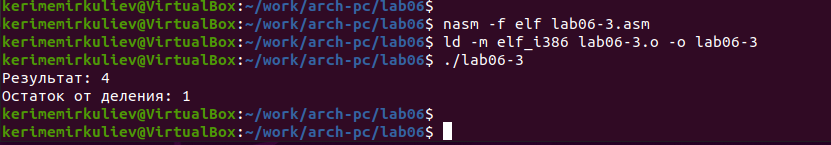 kerimemirkuliev@VirtualBox:~/work/arch-pc/lab06$
kerimemirkuliev@VirtualBox:~/work/arch-pc/lab06$ nasm -f elf lab06-3.asm
kerimemirkuliev@VirtualBox:~/work/arch-pc/lab06$ ld -m elf_i386 lab06-3.o -o lab06-3
kerimemirkuliev@VirtualBox:~/work/arch-pc/lab06$ ./lab06-3
Результат: 4
Остаток от деления: 1
kerimemirkuliev@VirtualBox:~/work/arch-pc/lab06$
kerimemirkuliev@VirtualBox:~/work/arch-pc/lab06$